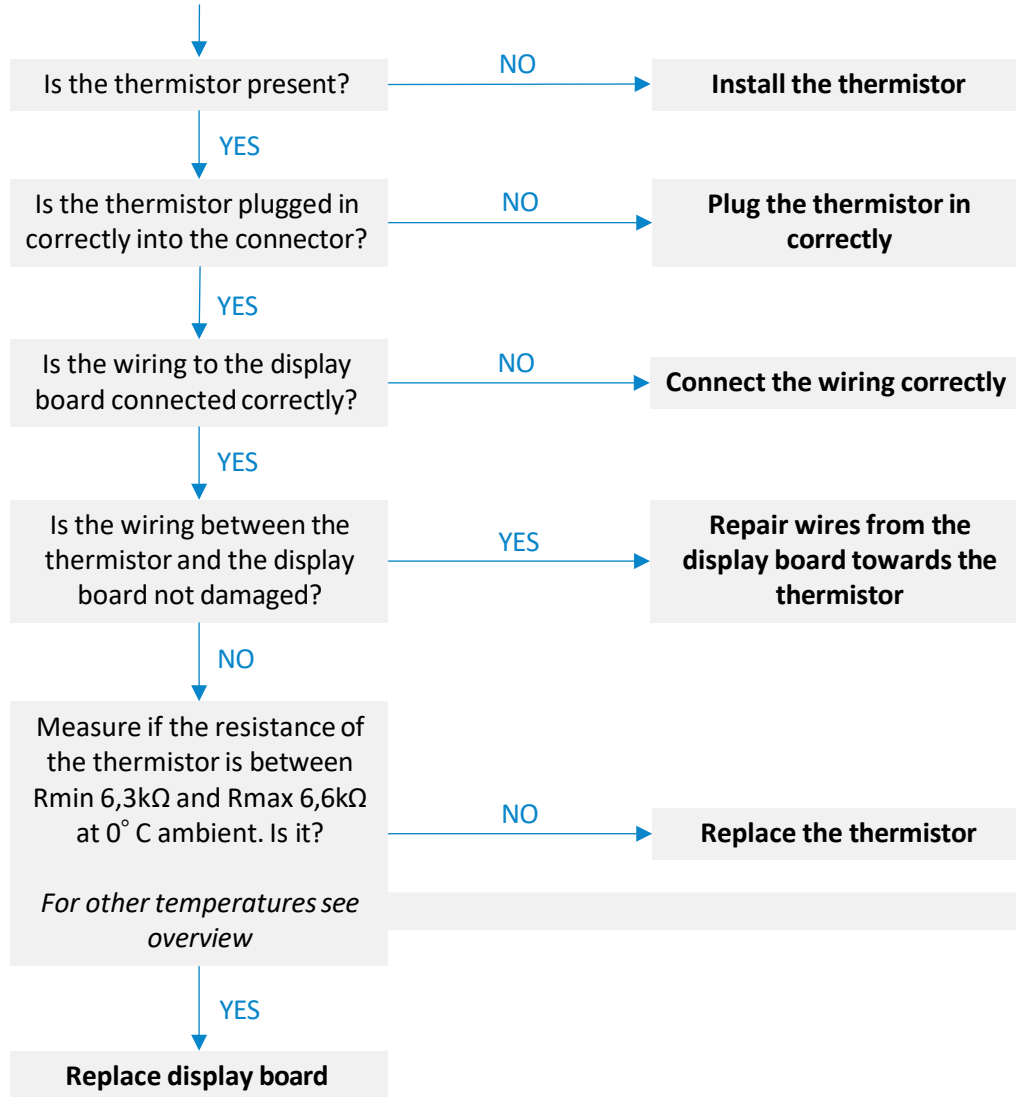 Is the thermistor present?
NO
Install the thermistor
YES
Is the thermistor plugged in
correctly into the connector?
NO
Plug the thermistor in
correctly
YES
Is the wiring to the display
board connected correctly?
NO
Connect the wiring correctly
YES
Is the wiring between the
thermistor and the display
board not damaged?
YES
Repair wires from the
display board towards the
thermistor
NO
Measure if the resistance of
the thermistor is between
Rmin 6,3kΩ and Rmax 6,6kΩ
at 0° C ambient. Is it?
NO
Replace the thermistor
For other temperatures see
overview
YES
Replace display board